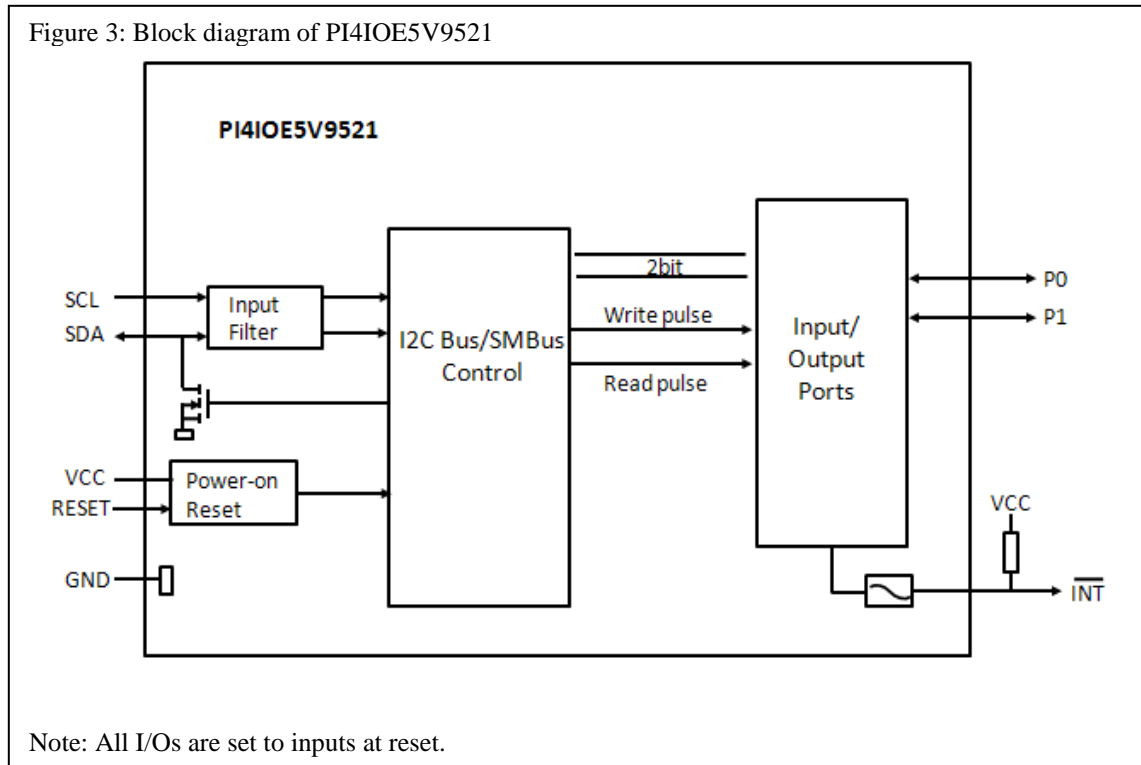 Figure 3: Block diagram of PI4IOE5V9521
PI4IOE5V9521
SCL
SDA
Input
Filter
I2C Bus/SMBus
Control
2bit
Write pulse
Read pulse
Input/
Output
Ports
P0
P1
VCC
RESET
Power-on
Reset
GND
VCC
INT
Note: All I/Os are set to inputs at reset.